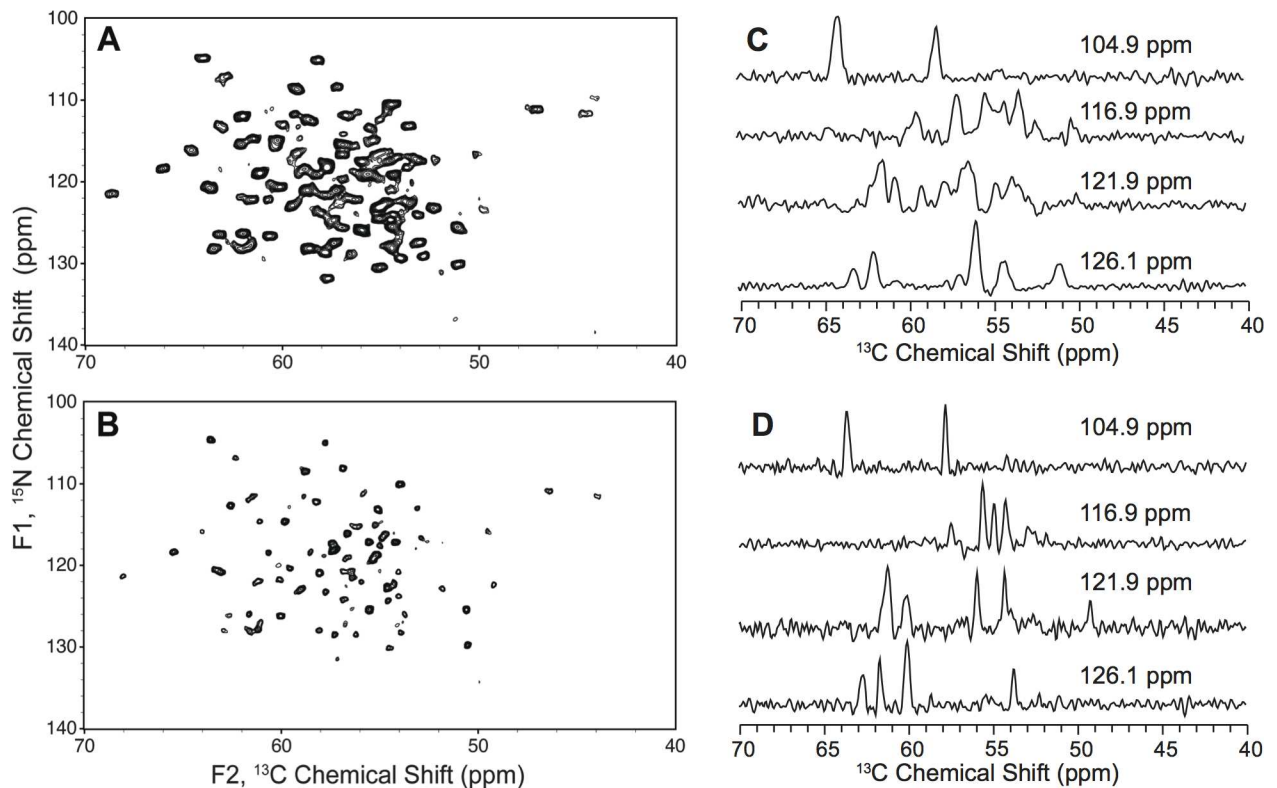 A
100
110
120
130
140
70
60
50
40
B
100
110
120
130
140
70
60
50
40
F1, ¹⁵N Chemical Shift (ppm)
F2, ¹³C Chemical Shift (ppm)
C
104.9 ppm
116.9 ppm
121.9 ppm
126.1 ppm
70 65 60 55 50 45 40
¹³C Chemical Shift (ppm)
D
104.9 ppm
116.9 ppm
121.9 ppm
126.1 ppm
70 65 60 55 50 45 40
¹³C Chemical Shift (ppm)